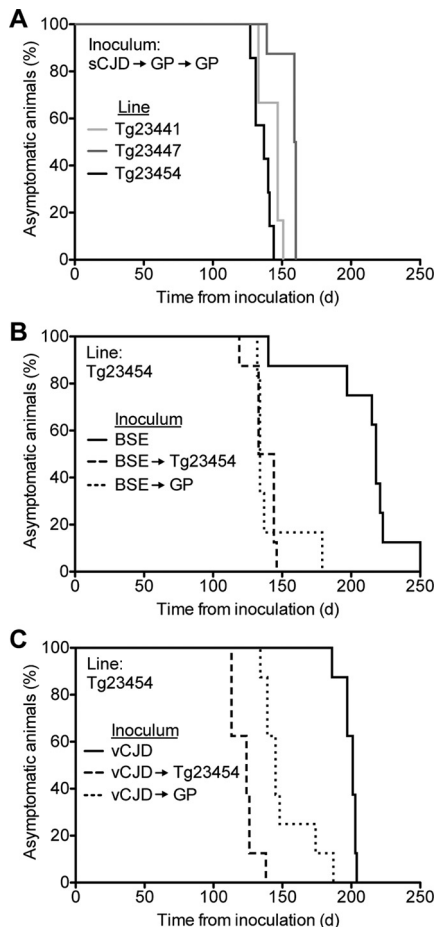 A
Asymptomatic animals (%)
100
80
60
40
20
0
Inoculum:
sCJD → GP → GP
Line
Tg23441
Tg23447
Tg23454
0 50 100 150 200 250
Time from inoculation (d)
B
Asymptomatic animals (%)
100
80
60
40
20
0
Line:
Tg23454
Inoculum
BSE
BSE → Tg23454
BSE → GP
0 50 100 150 200 250
Time from inoculation (d)
C
Asymptomatic animals (%)
100
80
60
40
20
0
Line:
Tg23454
Inoculum
vCJD
vCJD → Tg23454
vCJD → GP
0 50 100 150 200 250
Time from inoculation (d)